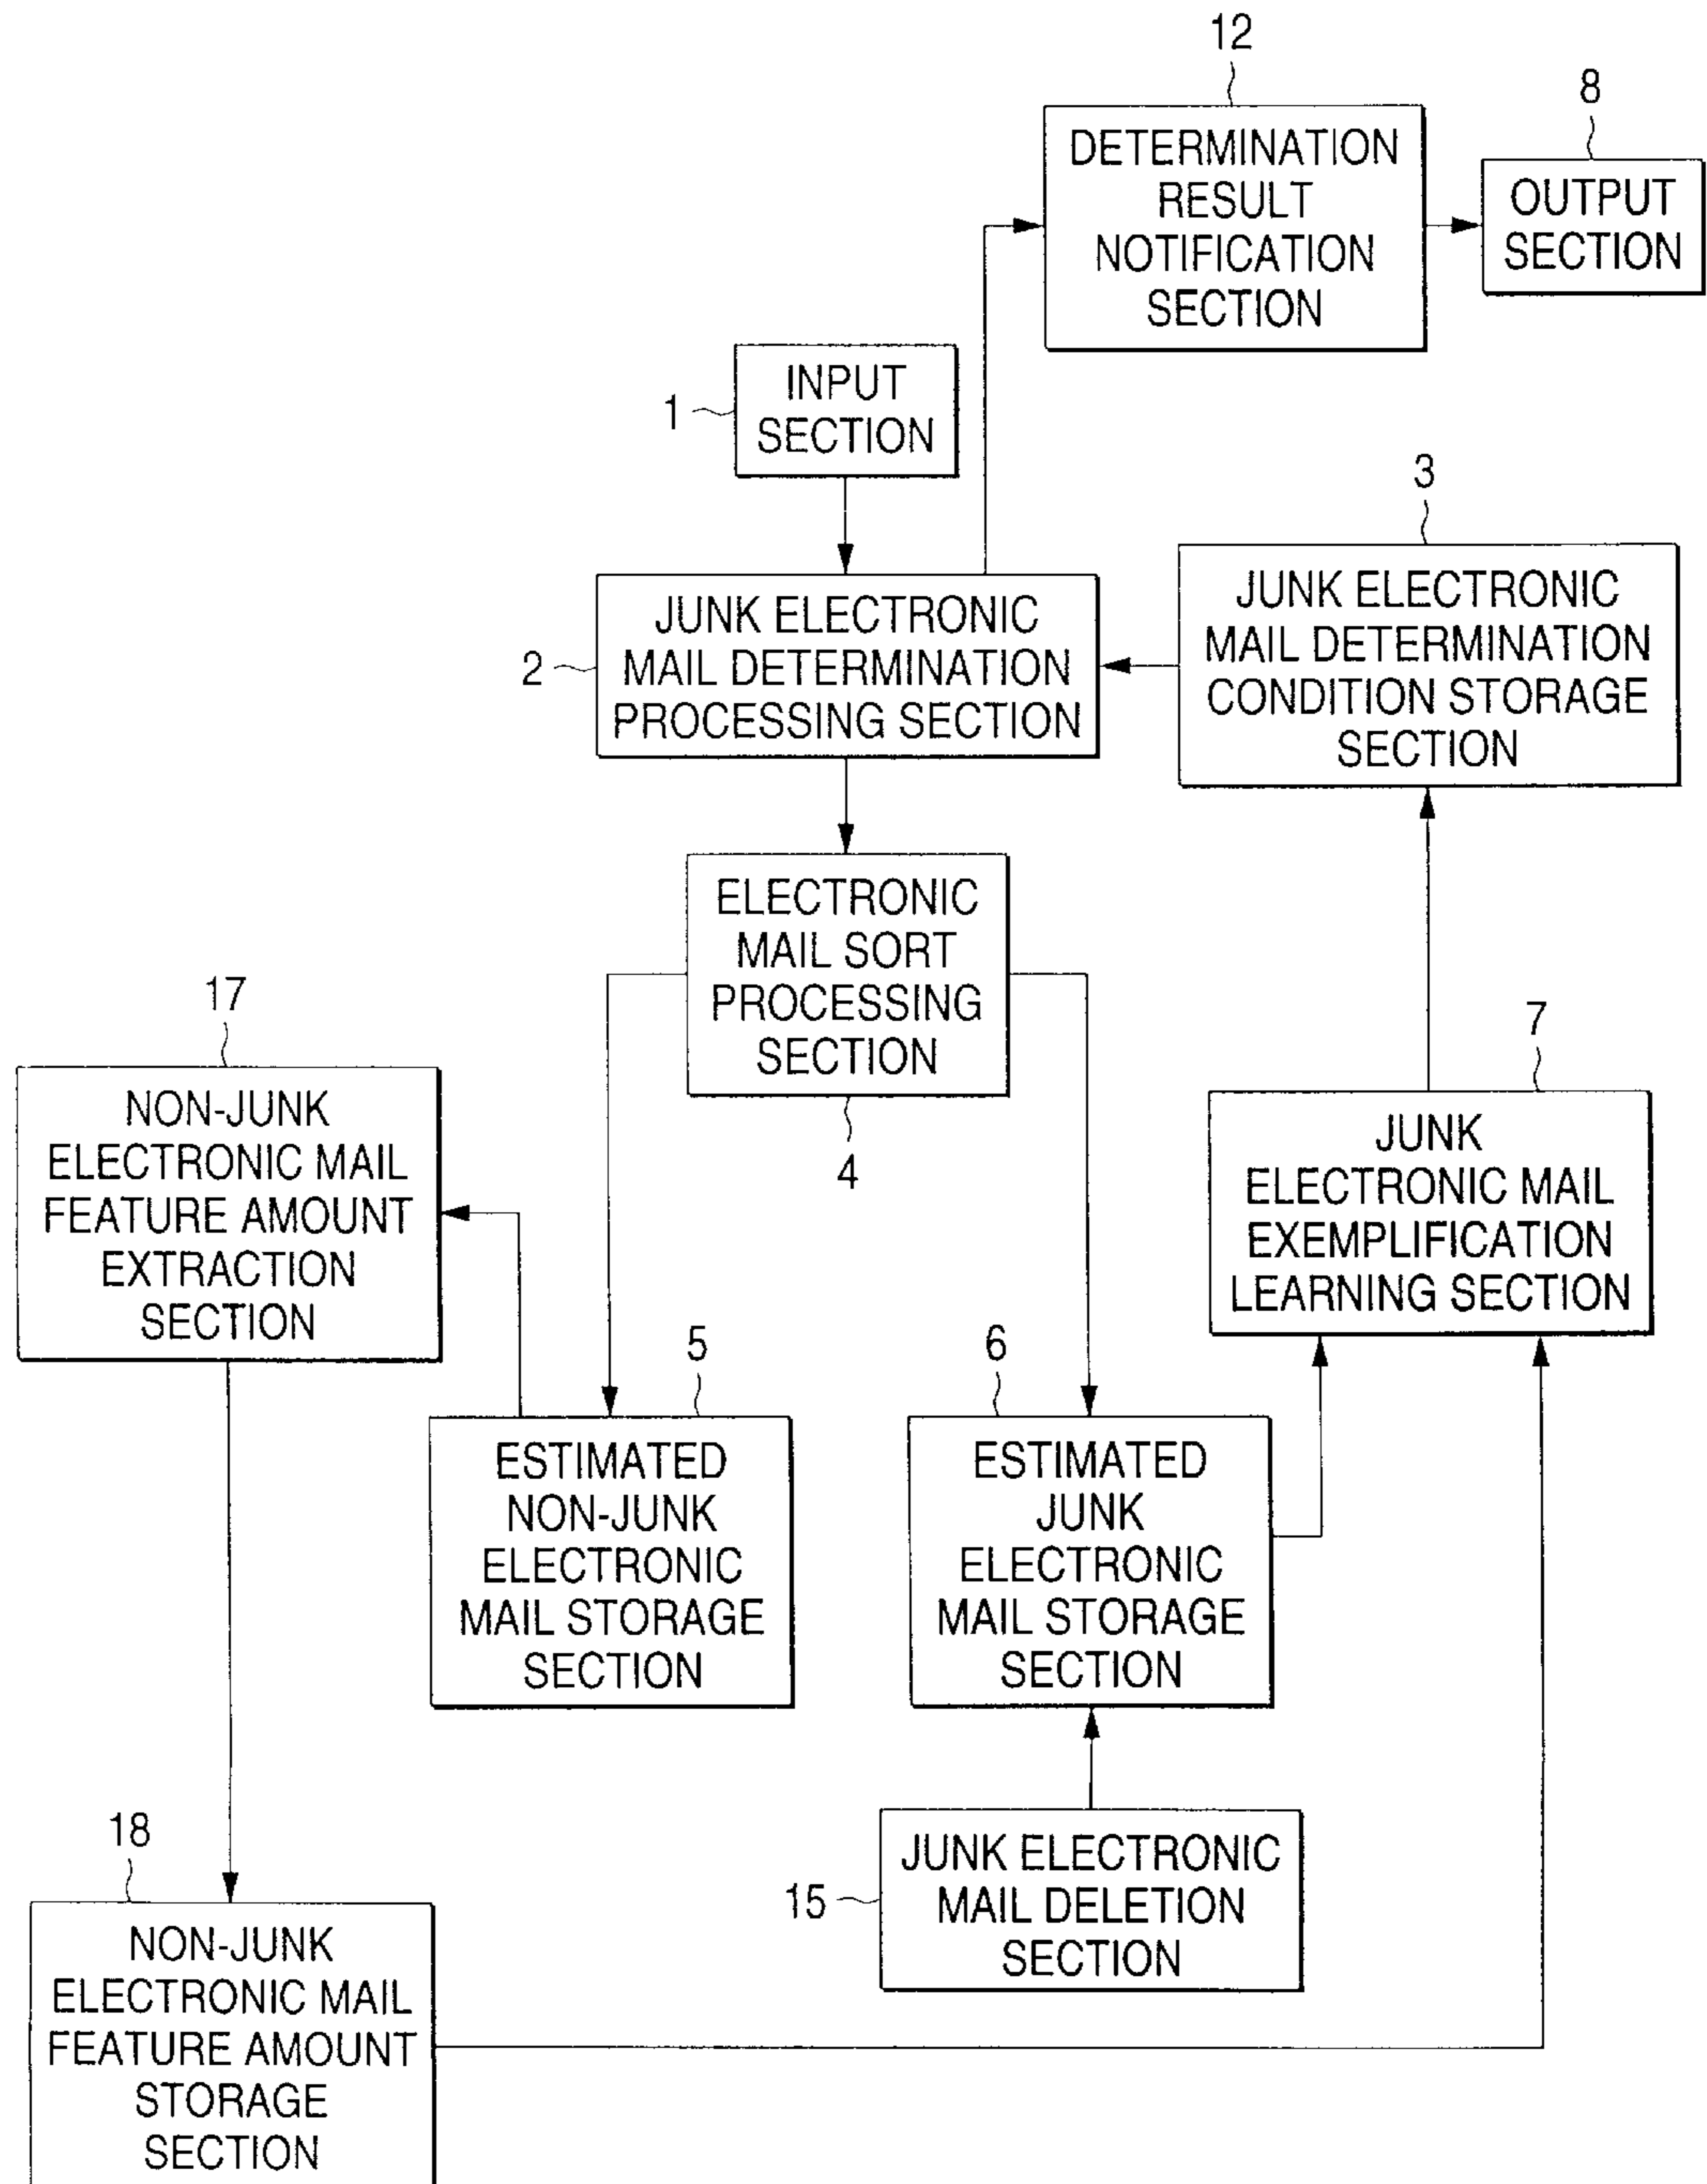 12
8
DETERMINATION
RESULT
NOTIFICATION
SECTION
OUTPUT
SECTION
1
INPUT
SECTION
3
2
JUNK ELECTRONIC
MAIL DETERMINATION
PROCESSING SECTION
JUNK ELECTRONIC
MAIL DETERMINATION
CONDITION STORAGE
SECTION
ELECTRONIC
MAIL SORT
PROCESSING
SECTION
4
17
NON-JUNK
ELECTRONIC MAIL
FEATURE AMOUNT
EXTRACTION
SECTION
7
JUNK
ELECTRONIC MAIL
EXEMPLIFICATION
LEARNING SECTION
5
ESTIMATED
NON-JUNK
ELECTRONIC
MAIL STORAGE
SECTION
6
ESTIMATED
JUNK
ELECTRONIC
MAIL STORAGE
SECTION
15
JUNK ELECTRONIC
MAIL DELETION
SECTION
18
NON-JUNK
ELECTRONIC MAIL
FEATURE AMOUNT
STORAGE
SECTION